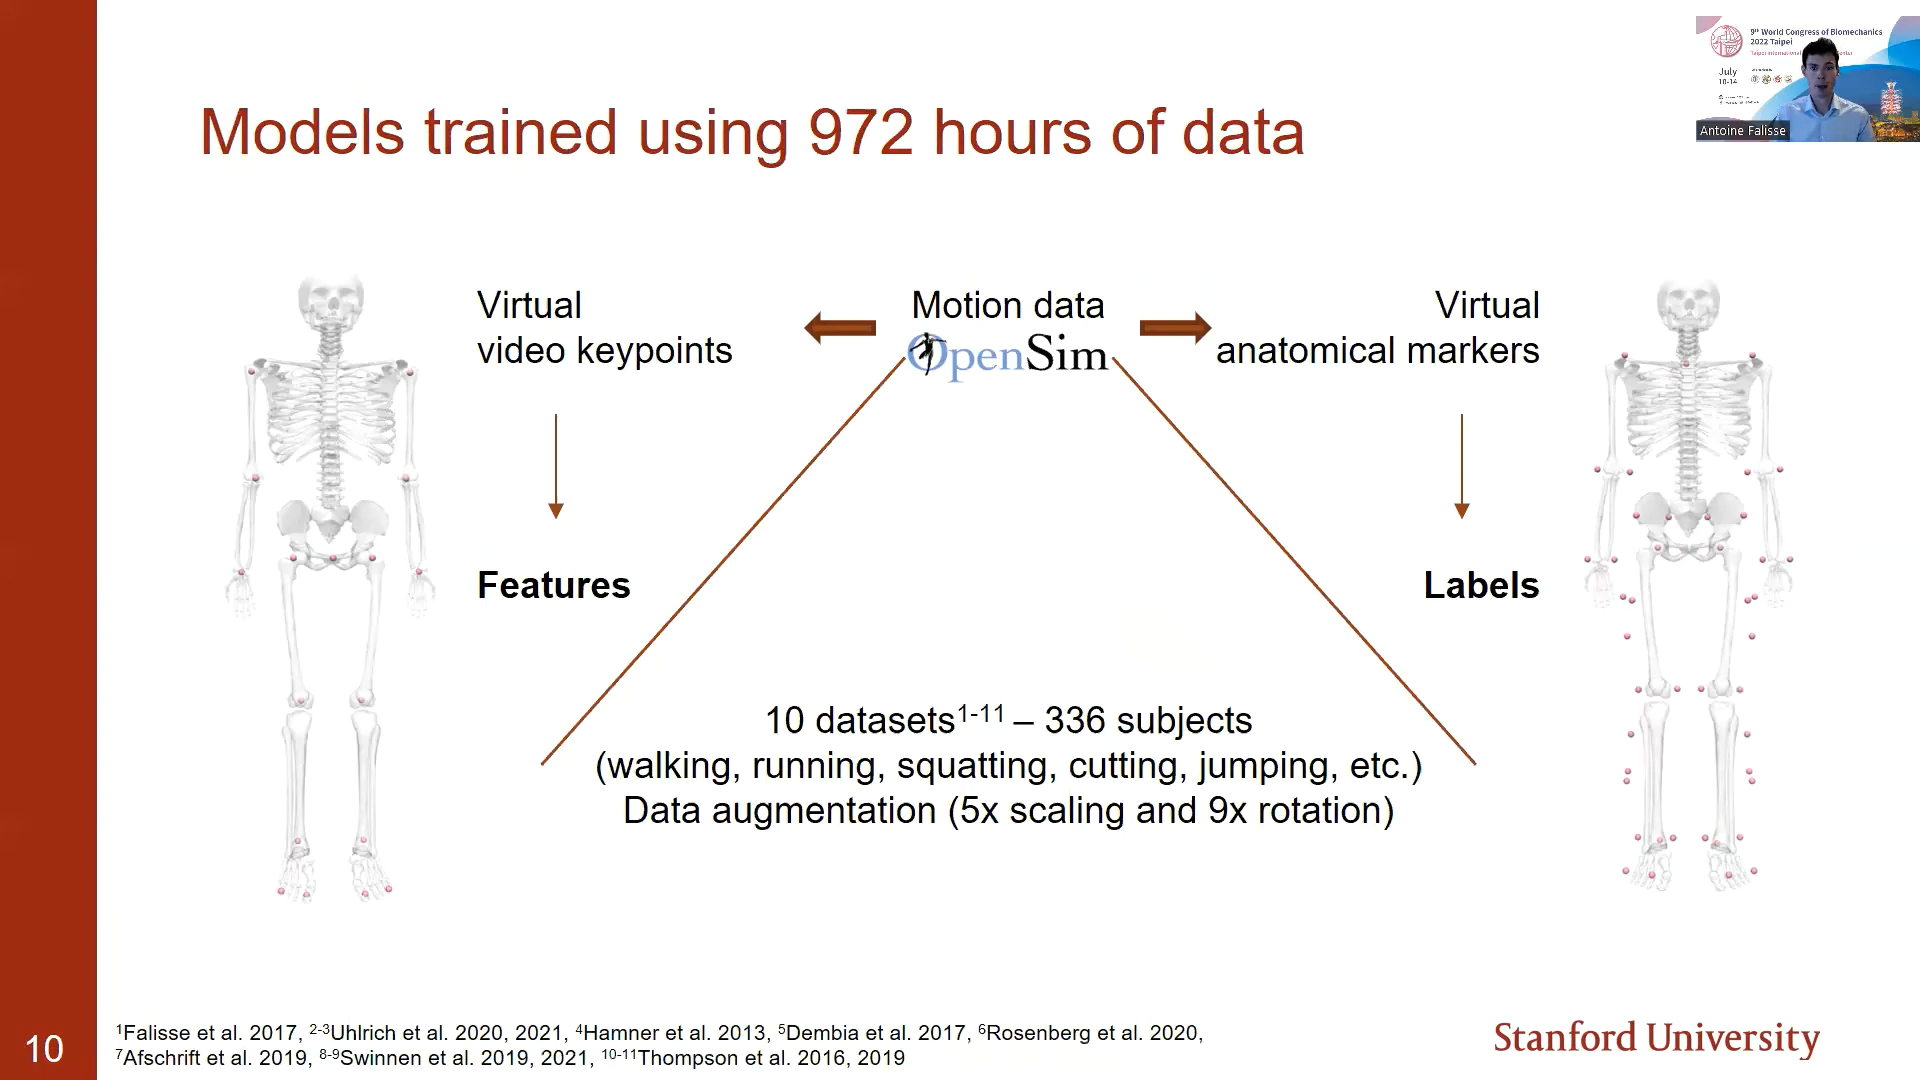 9th World Congress of Biomechanics
2022 Taipei
Taipei International
July
10-14
Antoine Falisse
Models trained using 972 hours of data
Virtual
video keypoints
Motion data
OpenSim
Virtual
anatomical markers
Features
Labels
10 datasets1-11 – 336 subjects
(walking, running, squatting, cutting, jumping, etc.)
Data augmentation (5x scaling and 9x rotation)
10
1Falisse et al. 2017, 2-3Uhlrich et al. 2020, 2021, 4Hamner et al. 2013, 5Dembia et al. 2017, 6Rosenberg et al. 2020,
7Afschrift et al. 2019, 8-9Swinnen et al. 2019, 2021, 10-11Thompson et al. 2016, 2019
Stanford University